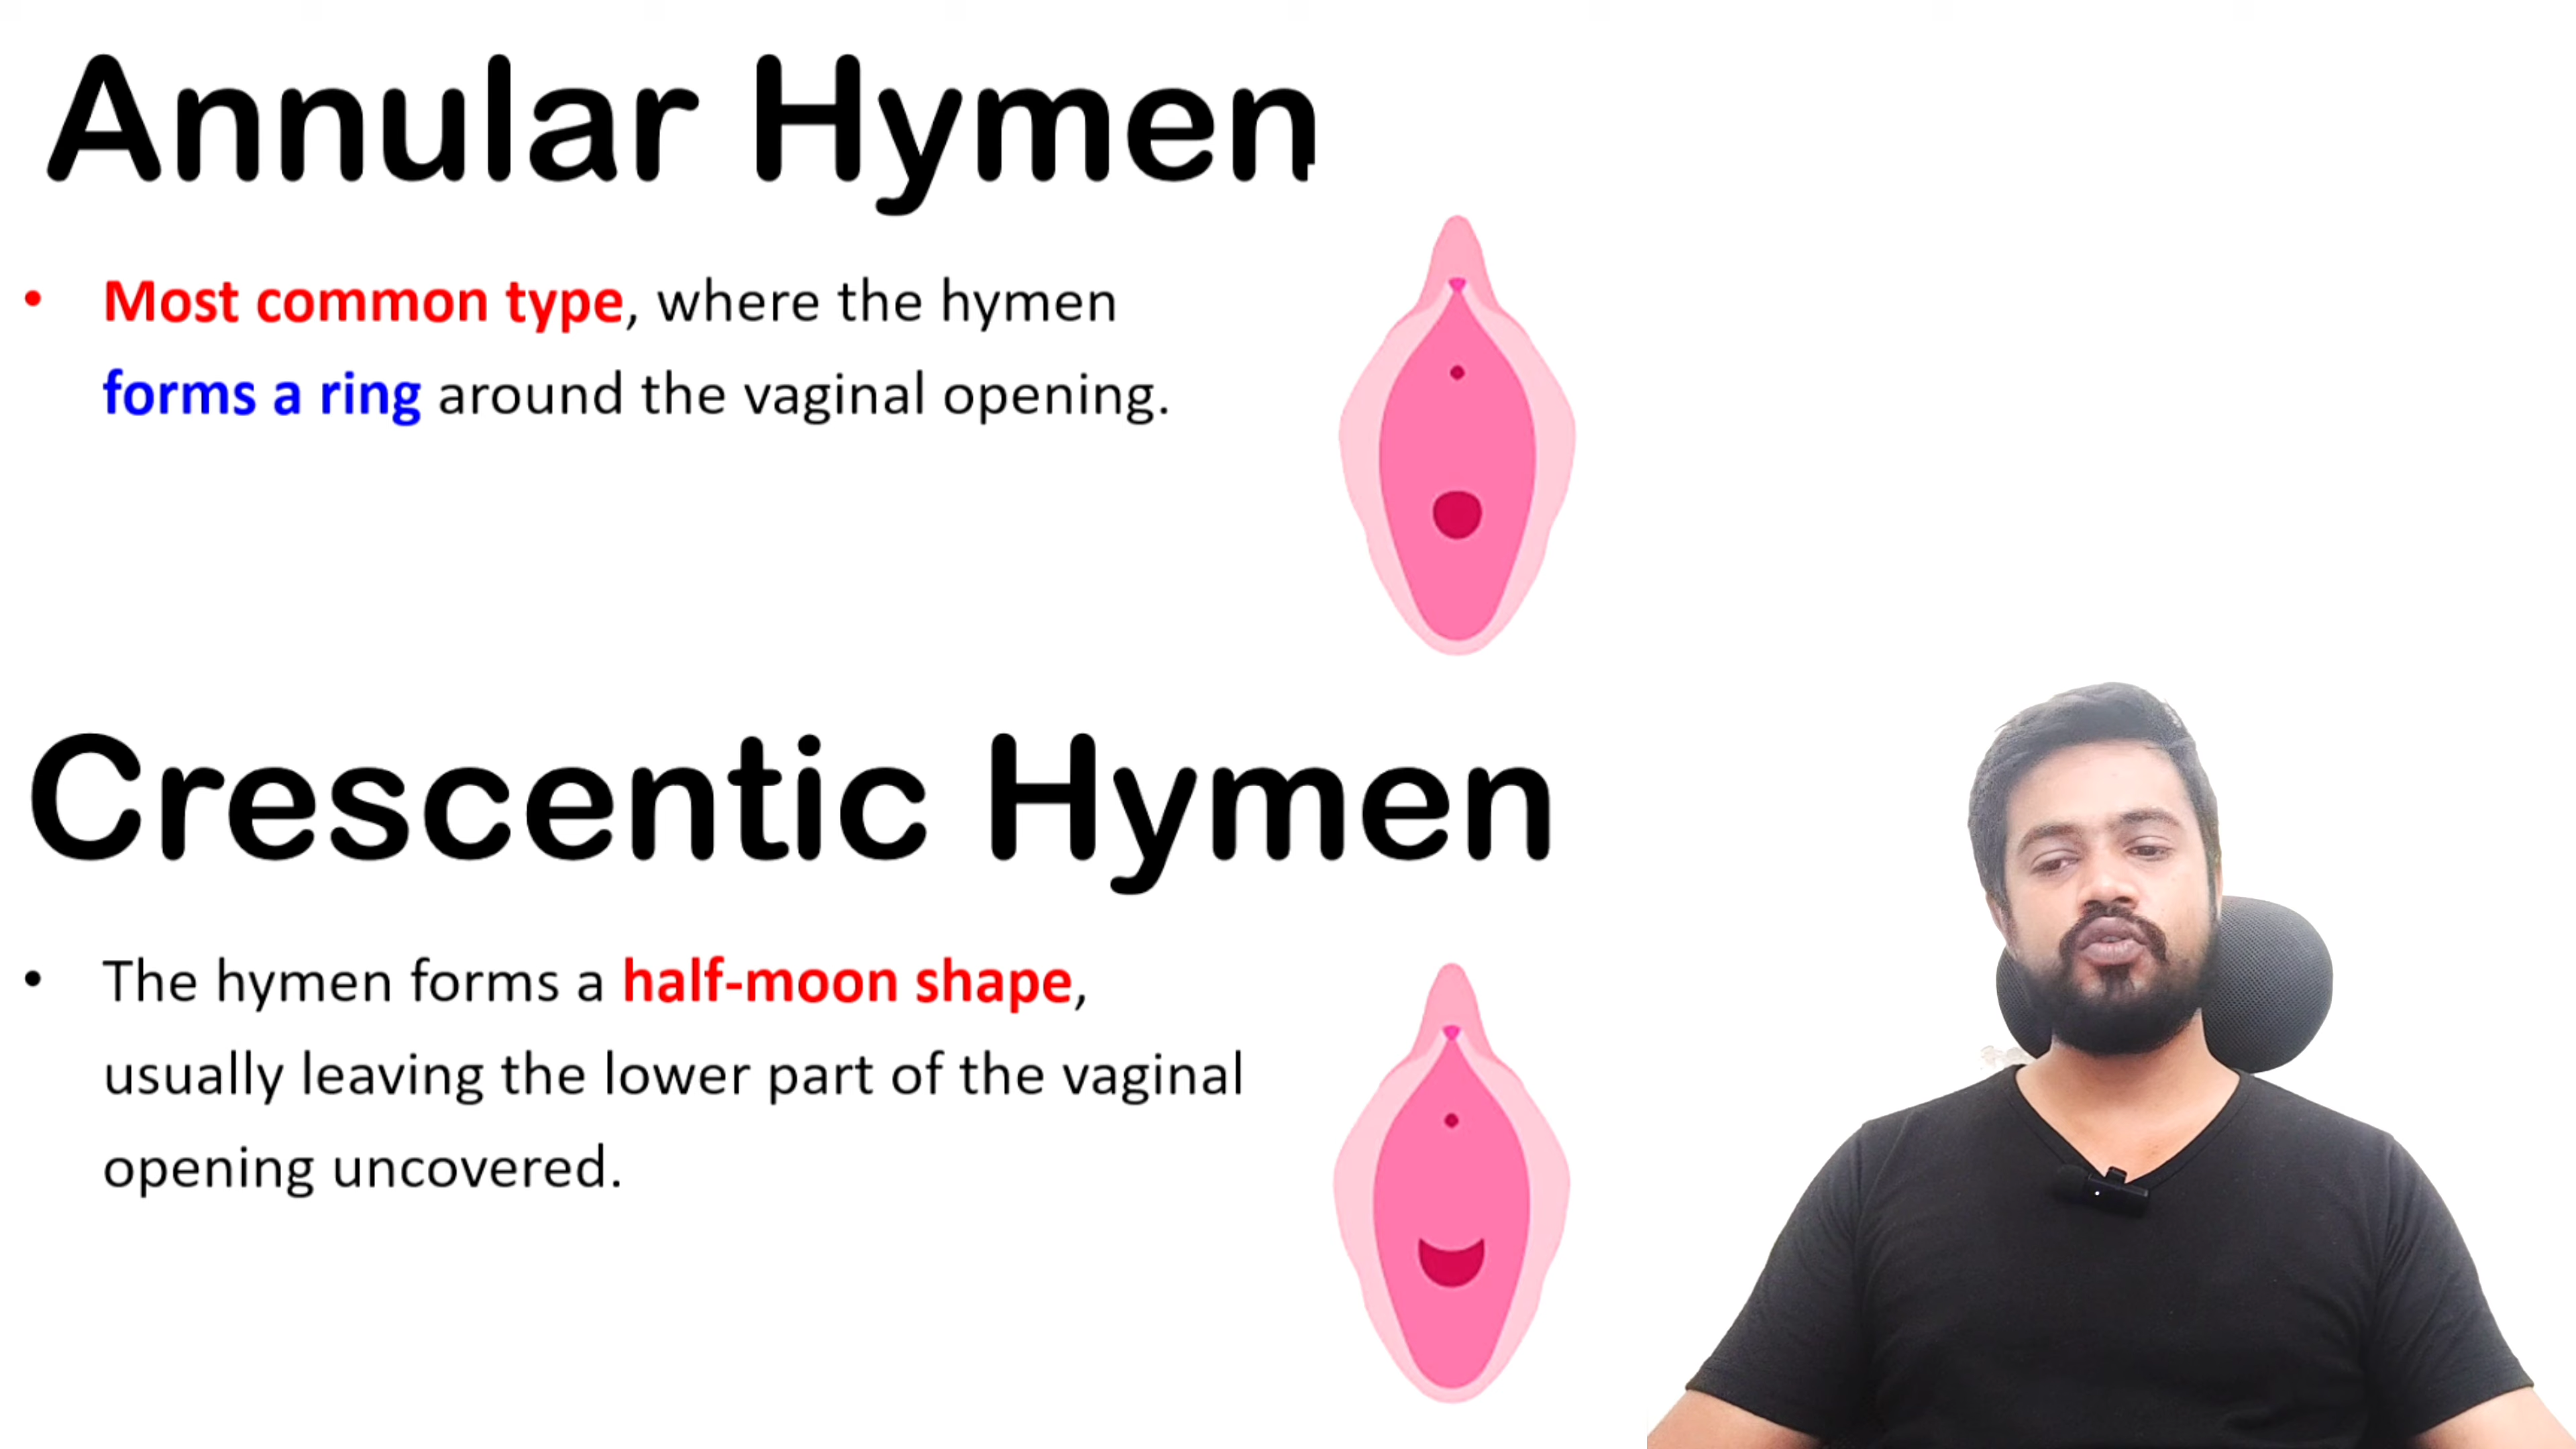 Annular Hymen
• Most common type, where the hymen
forms a ring around the vaginal opening.
Crescentic Hymen
• The hymen forms a half-moon shape,
usually leaving the lower part of the vaginal
opening uncovered.